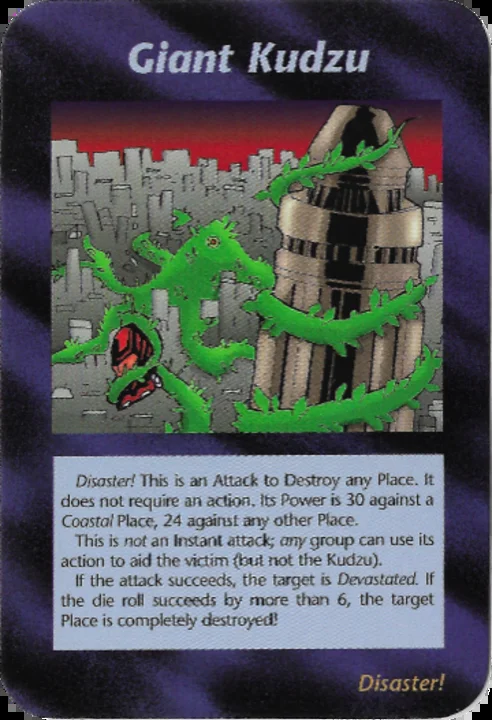 Giant Kudzu
Disaster! This is an Attack to Destroy any Place. It
does not require an action. Its Power is 30 against a
Coastal Place, 24 against any other Place.
This is not an Instant attack; any group can use its
action to aid the victim (but not the Kudzu).
If the attack succeeds, the target is Devastated. If
the die roll succeeds by more than 6, the target
Place is completely destroyed!
Disaster!